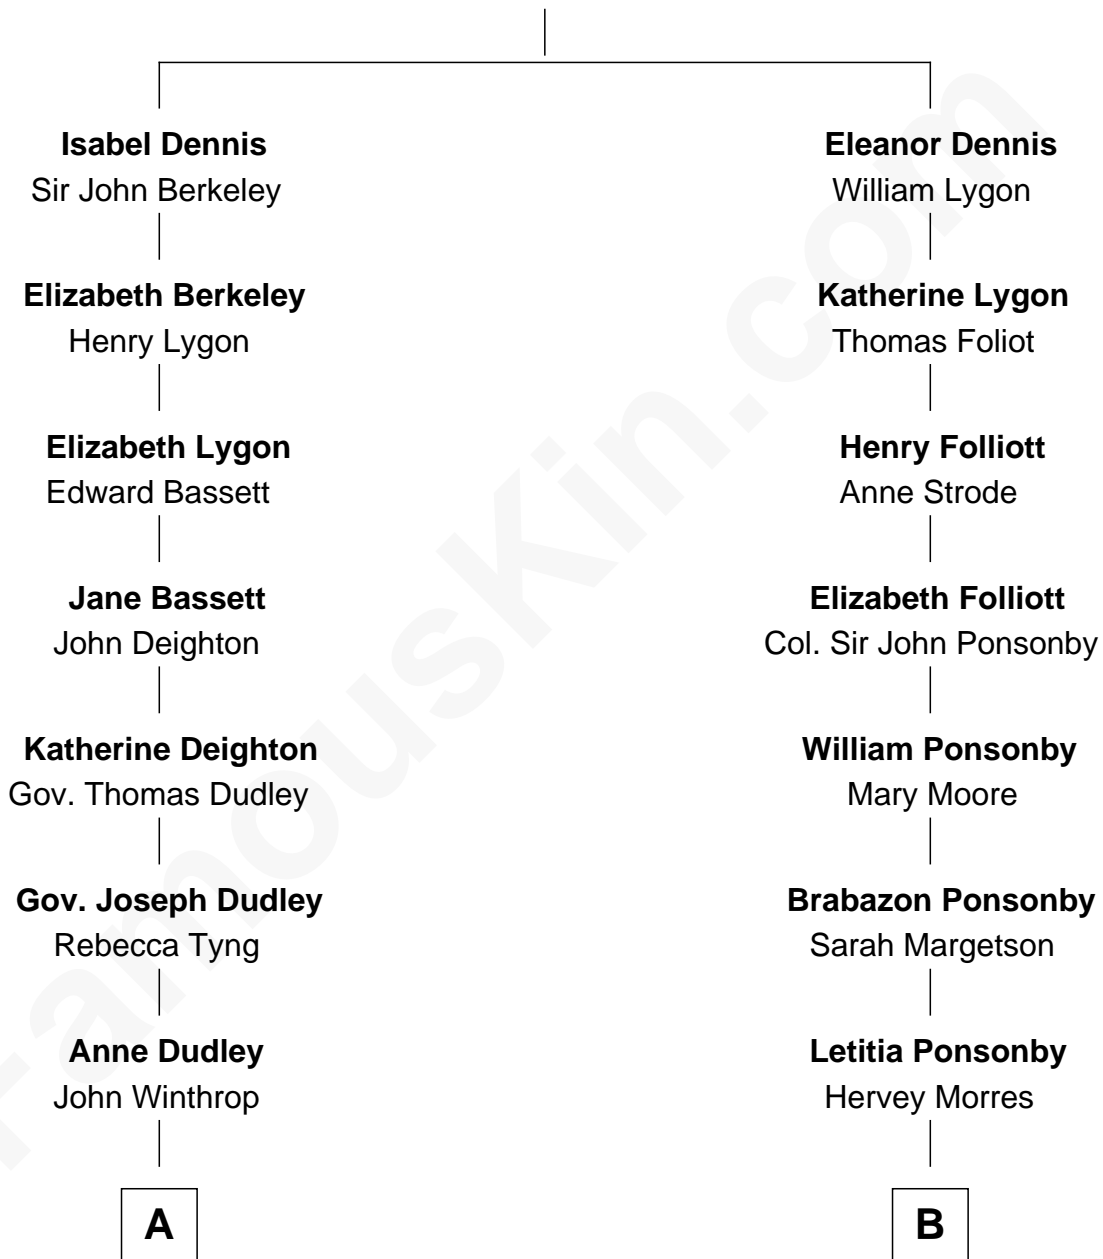 Isabel Dennis
Sir John Berkeley
Elizabeth Berkeley
Henry Lygon
Elizabeth Lygon
Edward Bassett
Jane Bassett
John Deighton
Katherine Deighton
Gov. Thomas Dudley
Gov. Joseph Dudley
Rebecca Tyng
Anne Dudley
John Winthrop
A
Eleanor Dennis
William Lygon
Katherine Lygon
Thomas Foliot
Henry Folliott
Anne Strode
Elizabeth Folliott
Col. Sir John Ponsonby
William Ponsonby
Mary Moore
Brabazon Ponsonby
Sarah Margetson
Letitia Ponsonby
Hervey Morres
B
FamousKin.com